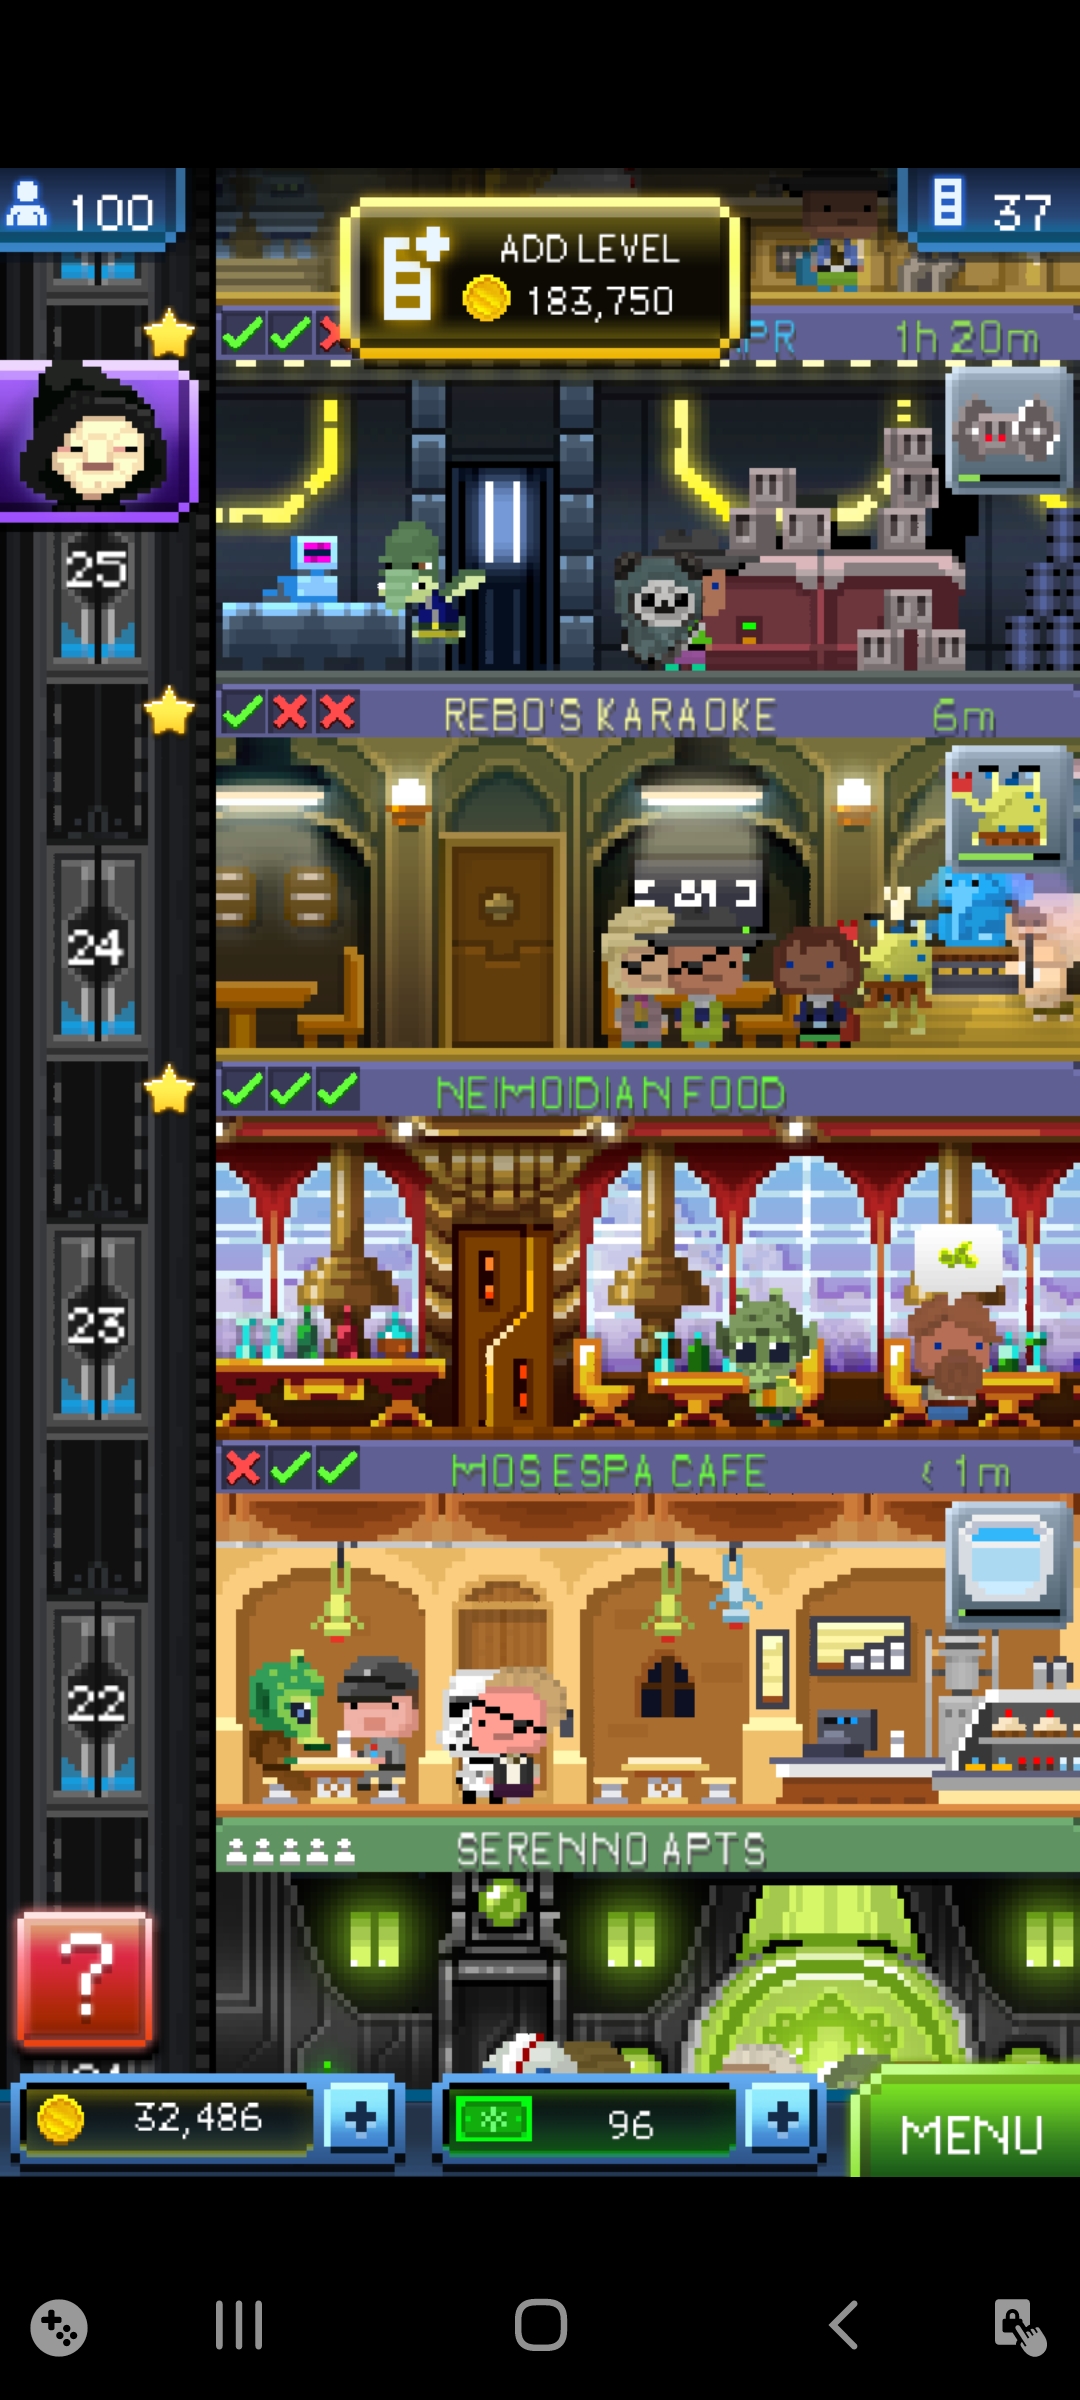 100
ADD LEVEL
183,750
37
PR
1h 20m
25
REBO'S KARAOKE
6m
24
NEIMOIDIAN FOOD
23
MOS ESPA CAFE
< 1m
22
SERENNO APTS
?
32,486
+
96
+
MENU